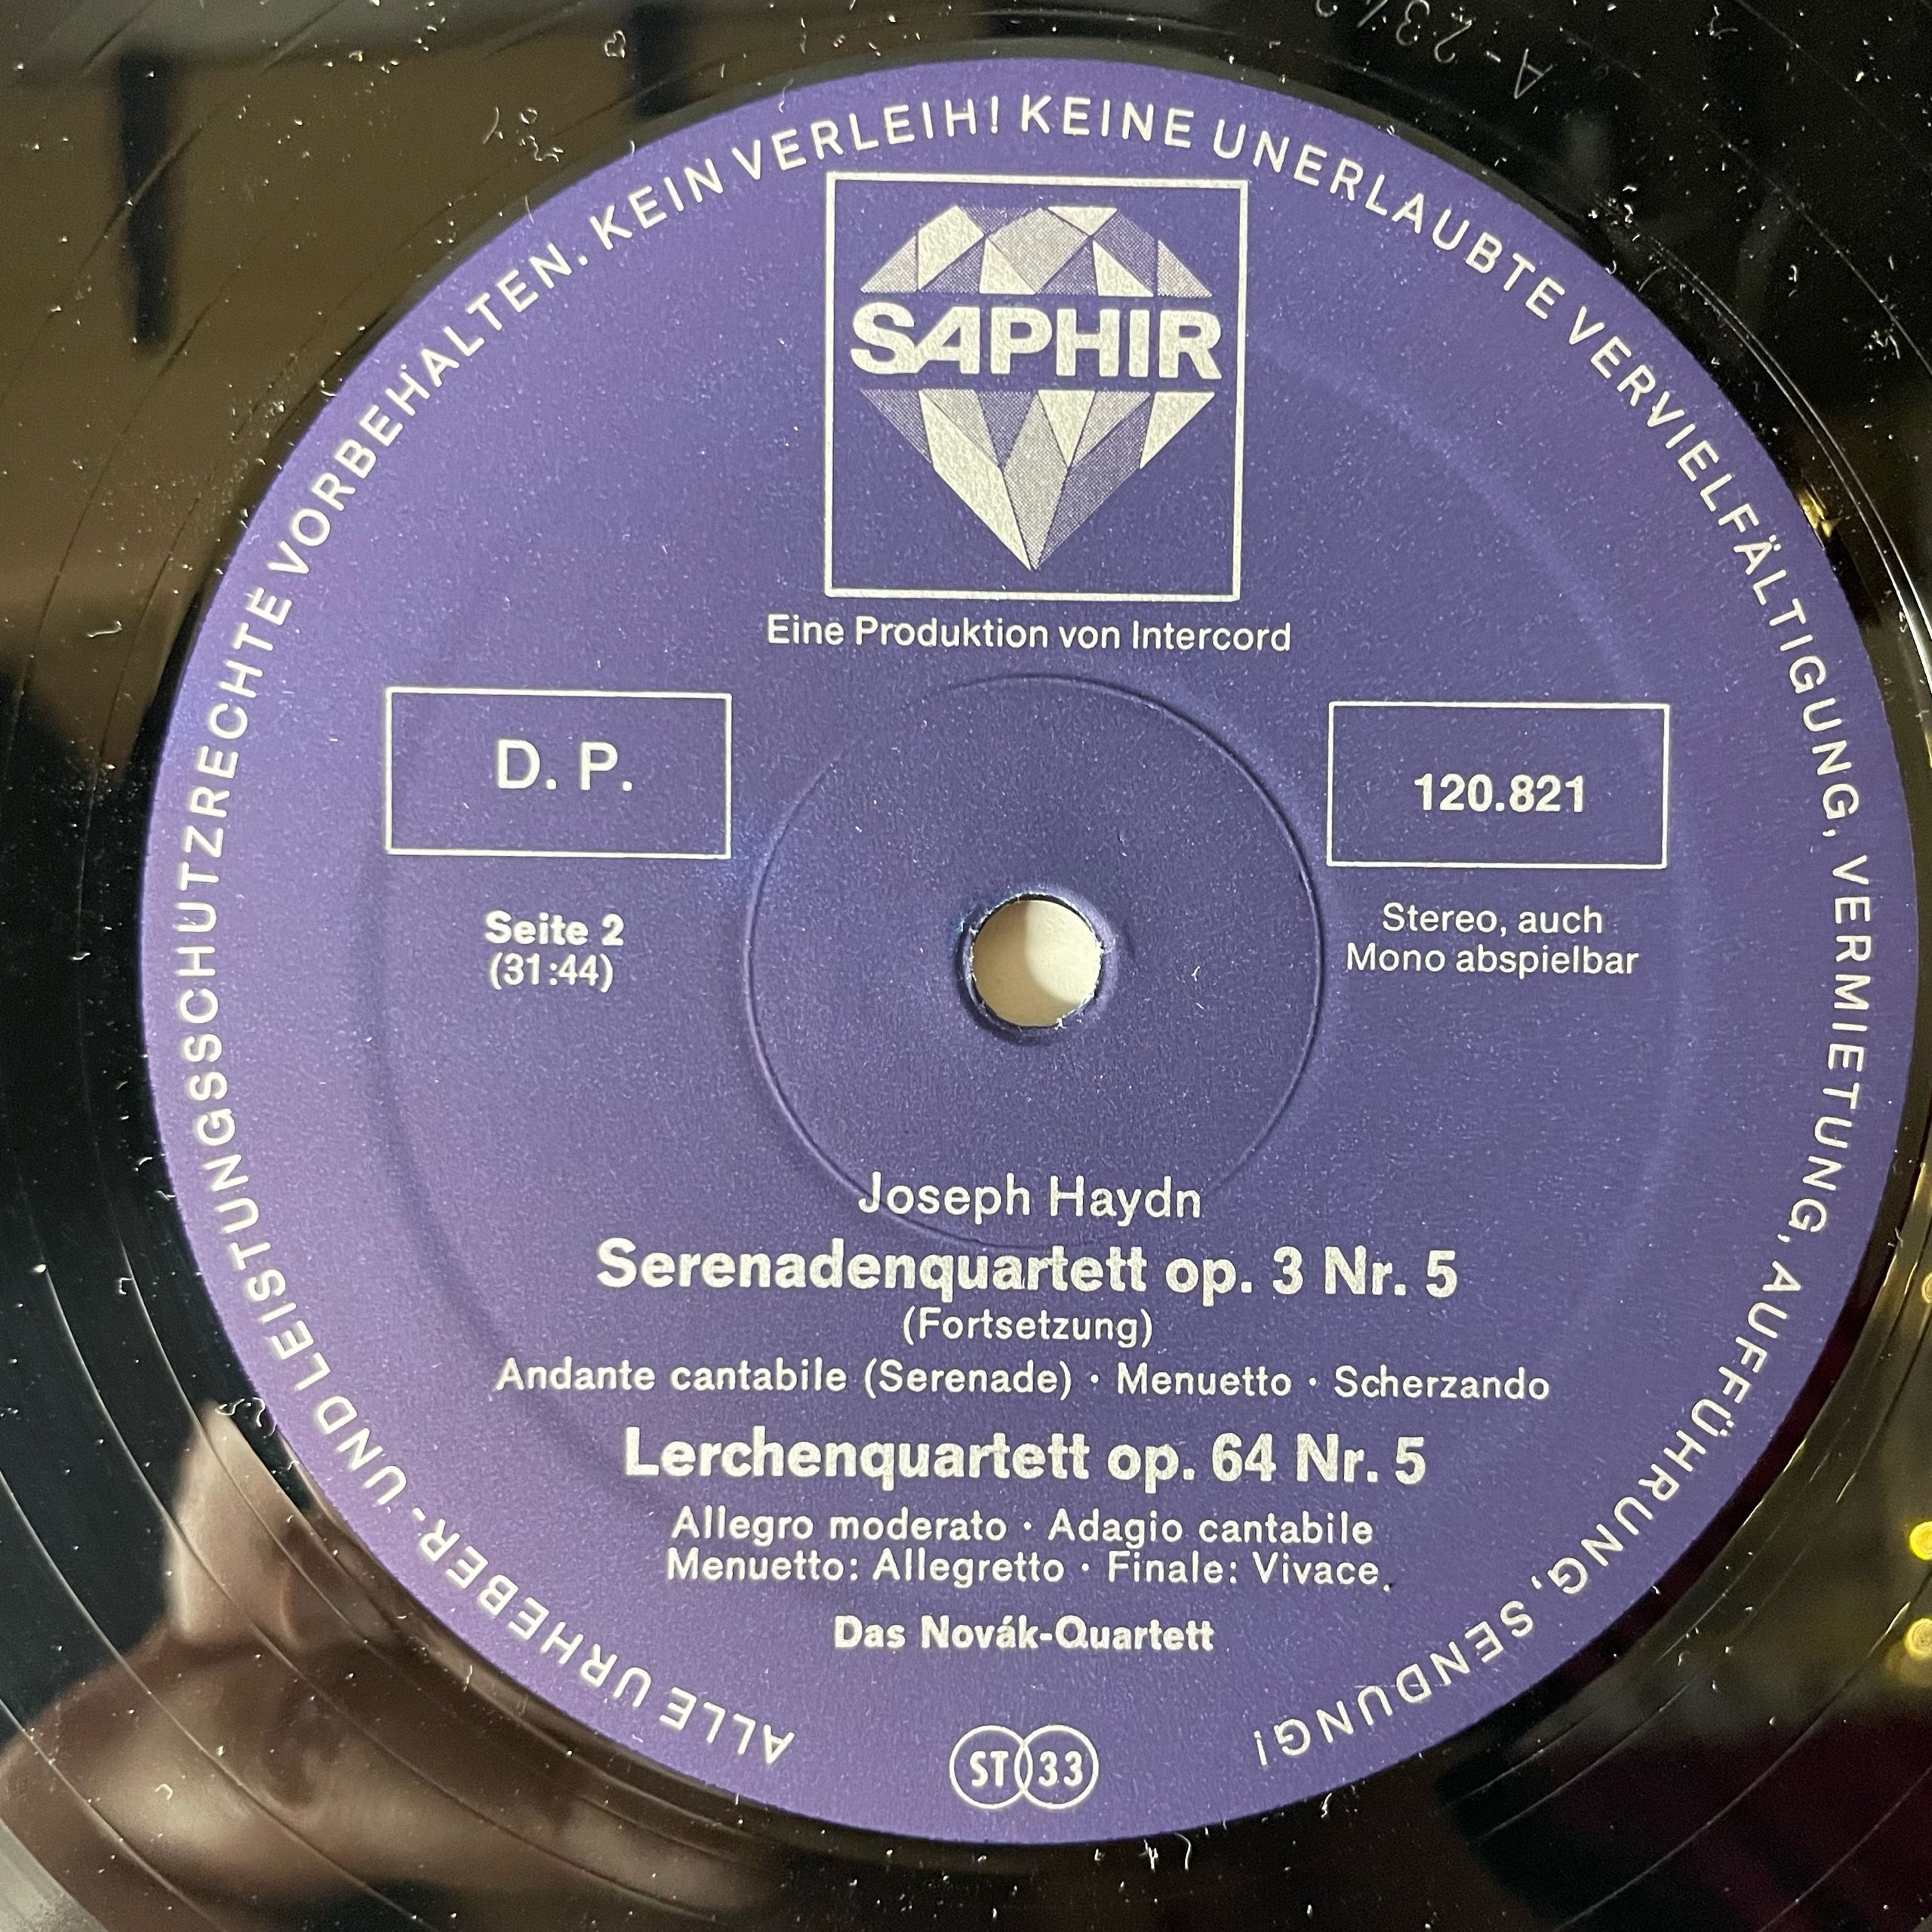 ALLE URHEBER- UND LEISTUNGSSCHUTZRECHTE VORBEHALTEN. KEIN VERLEIH! KEINE UNERLAUBTE VERVIELFÄLTIGUNG, VERMIETUNG, AUFFÜHRUNG, SENDUNG!
SAPHIR
Eine Produktion von Intercord
D. P.
120.821
Seite 2
(31:44)
Stereo, auch
Mono abspielbar
Joseph Haydn
Serenadenquartett op. 3 Nr. 5
(Fortsetzung)
Andante cantabile (Serenade) · Menuetto · Scherzando
Lerchenquartett op. 64 Nr. 5
Allegro moderato · Adagio cantabile
Menuetto: Allegretto · Finale: Vivace
Das Novák-Quartett
ST 33